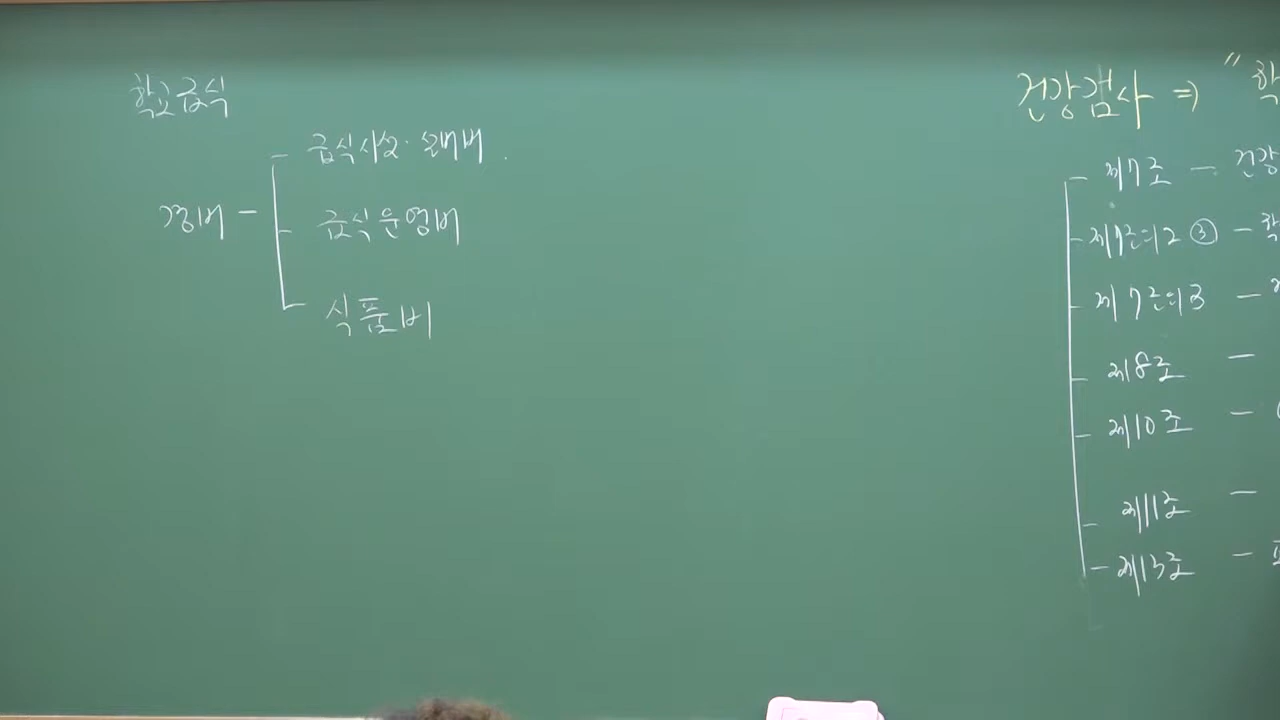 학교급식
급식시설·설비비
경비 - 급식운영비
식품비
건강검사 ⇒ "학
제7조 - 건강
제7조의2 ③ - 학
제7조의3 -
제8조 -
제10조 -
제11조 -
제13조 -